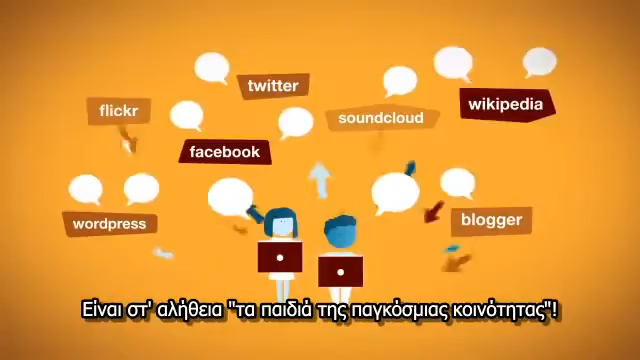 twitter
flickr
wikipedia
soundcloud
facebook
wordpress
blogger
Είναι στ' αλήθεια "τα παιδιά της παγκόσμιας κοινότητας"!